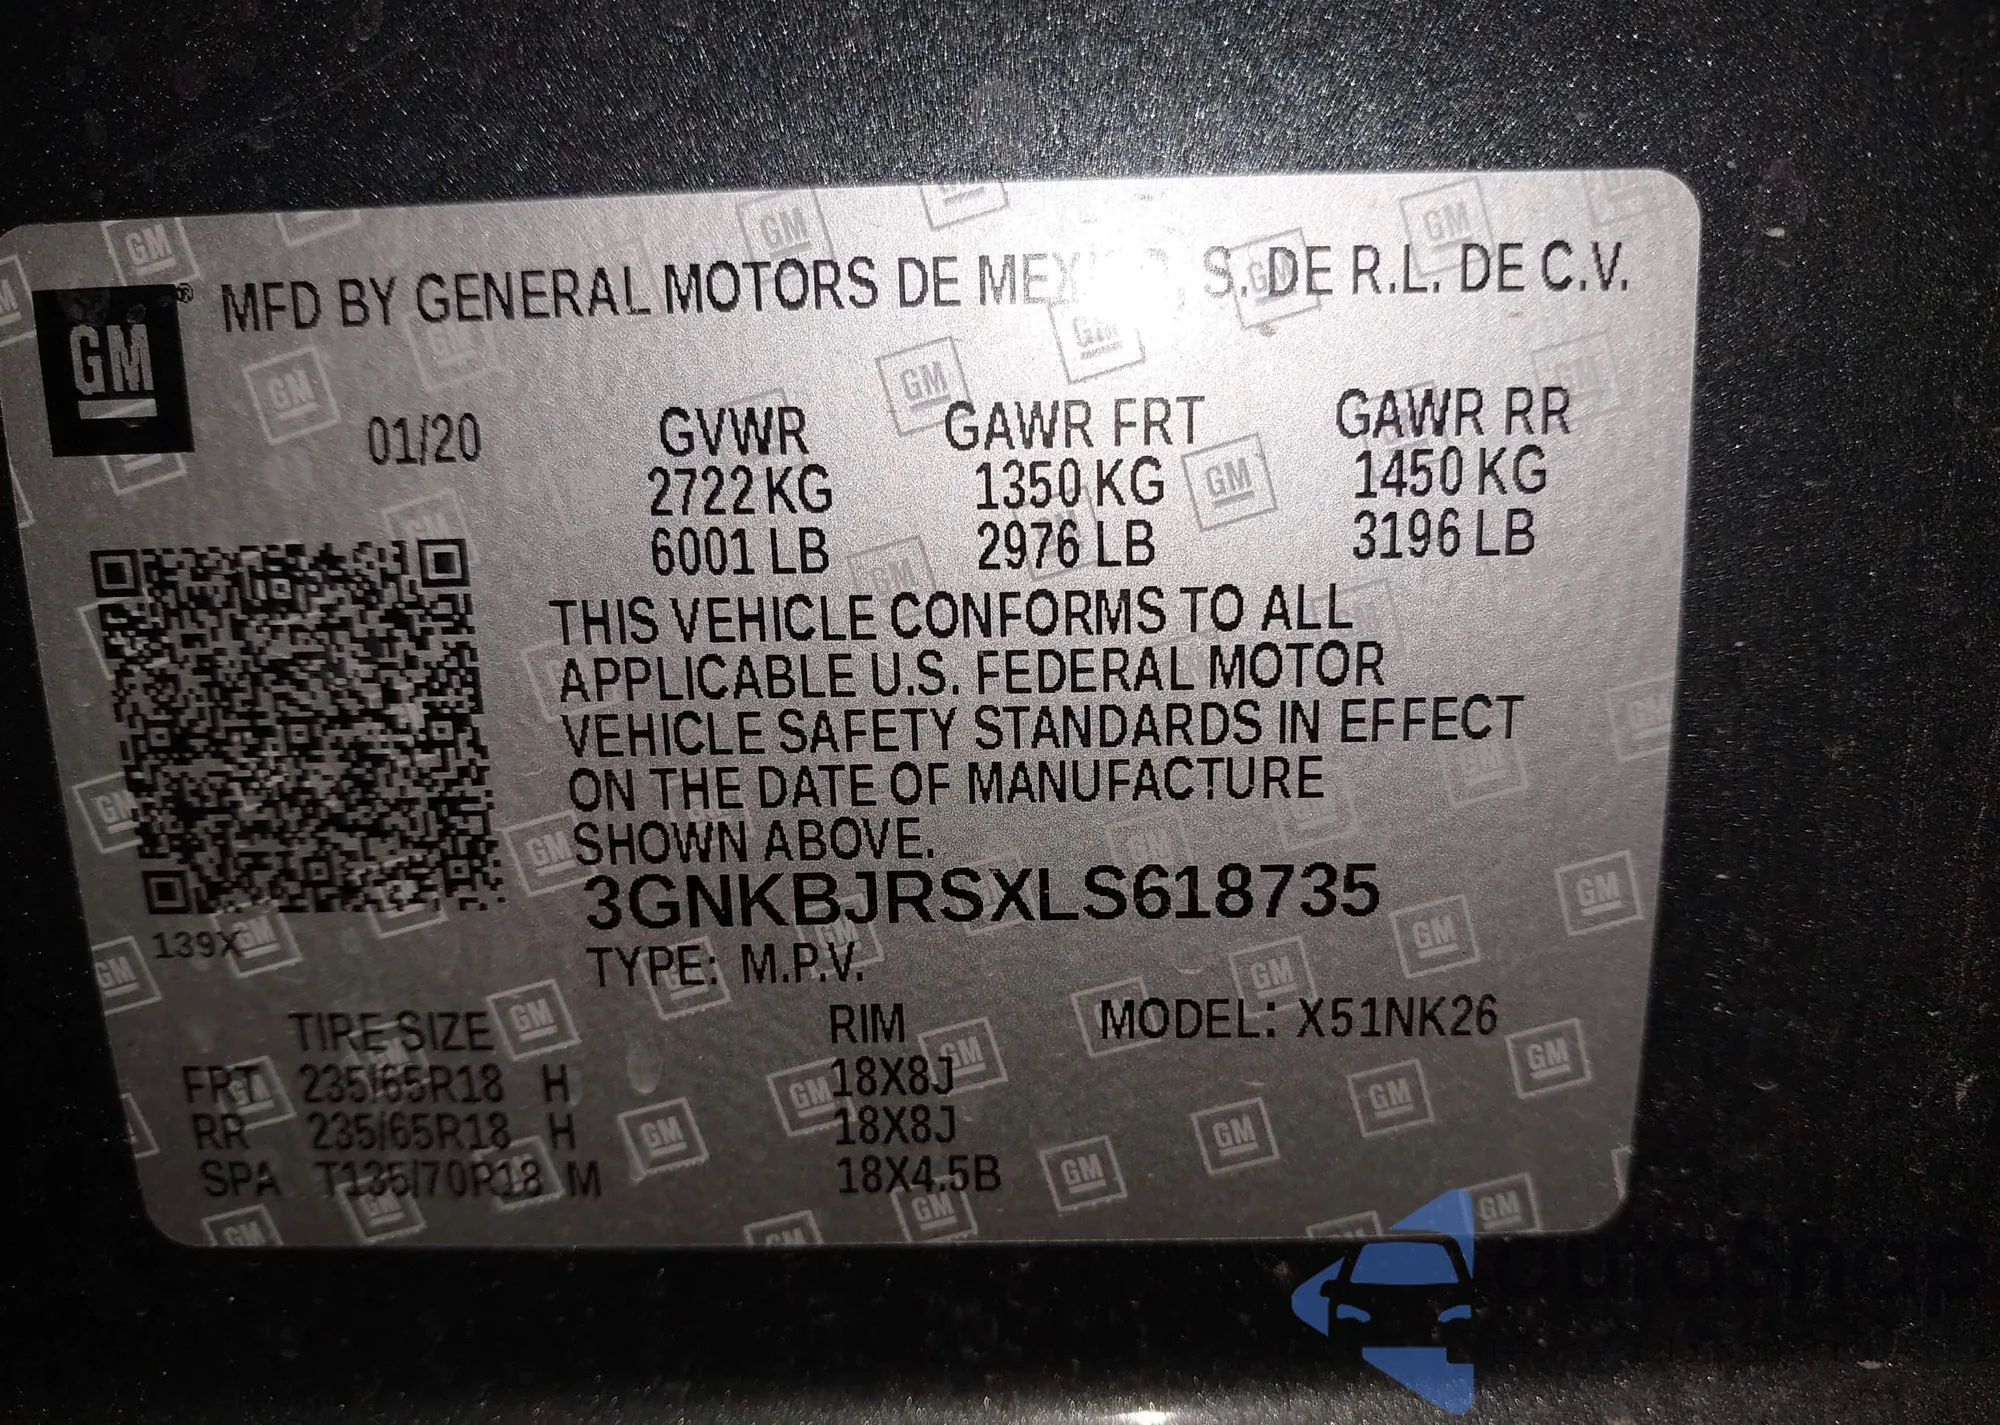 GM
MFD BY GENERAL MOTORS DE MEXICO, S. DE R.L. DE C.V.
01/20
GVWR GAWR FRT GAWR RR
2722 KG 1350 KG 1450 KG
6001 LB 2976 LB 3196 LB
THIS VEHICLE CONFORMS TO ALL
APPLICABLE U.S. FEDERAL MOTOR
VEHICLE SAFETY STANDARDS IN EFFECT
ON THE DATE OF MANUFACTURE
SHOWN ABOVE.
3GNKBJRSXLS618735
139X
TYPE: M.P.V.
TIRE SIZE RIM MODEL: X51NK26
FRT 235/65R18 H 18X8J
RR 235/65R18 H 18X8J
SPA T135/70R18 M 18X4.5B
autoSnap